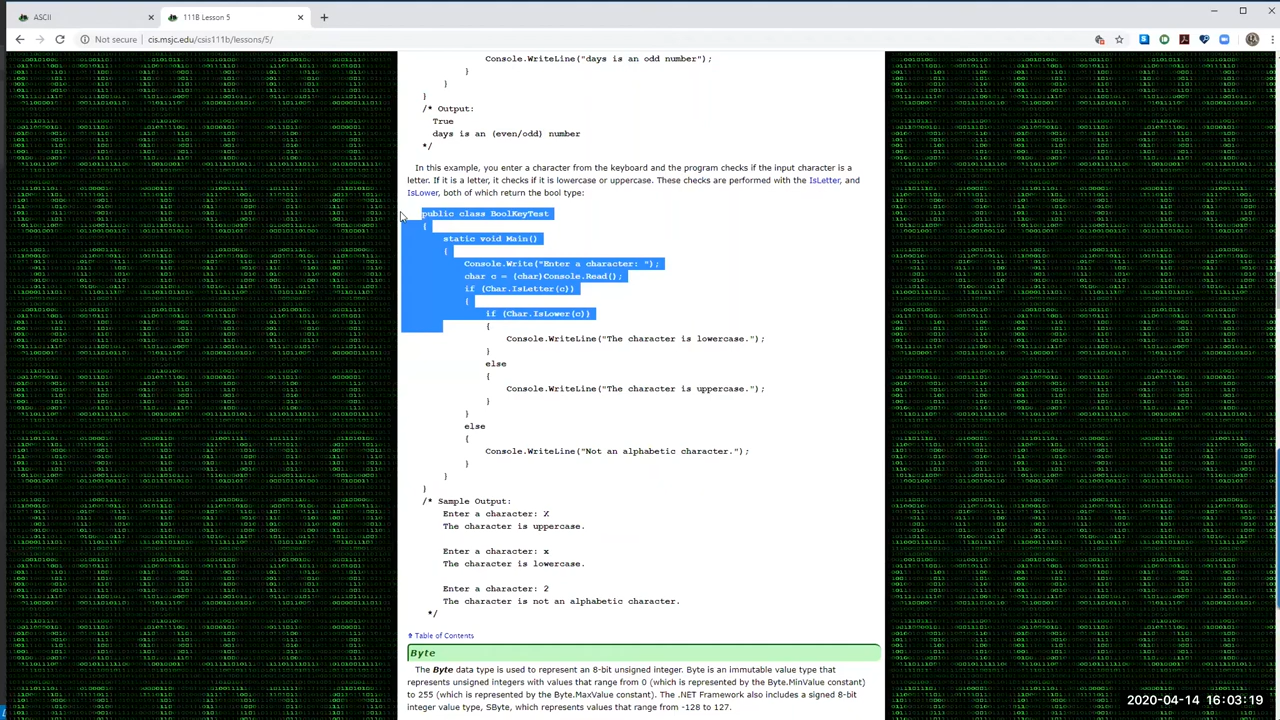 ASCII
111B Lesson 5
Not secure
cis.msjc.edu/csis111b/lessons/5/
Console.WriteLine("days is an odd number");
}
}
/* Output:
True
days is an (even/odd) number
*/
In this example, you enter a character from the keyboard and the program checks if the input character is a
letter. If it is a letter, it checks if it is lowercase or uppercase. These checks are performed with the IsLetter, and
IsLower, both of which return the bool type:
public class BoolKeyTest
{
static void Main()
{
Console.Write("Enter a character: ");
char c = (char)Console.Read();
if (Char.IsLetter(c))
{
if (Char.IsLower(c))
{
Console.WriteLine("The character is lowercase.");
}
else
{
Console.WriteLine("The character is uppercase.");
}
}
else
{
Console.WriteLine("Not an alphabetic character.");
}
}
}
/* Sample Output:
Enter a character: X
The character is uppercase.
Enter a character: x
The character is lowercase.
Enter a character: 2
The character is not an alphabetic character.
*/
Table of Contents
Byte
The Byte data type is used to represent an 8-bit unsigned integer. Byte is an immutable value type that
represents unsigned integers with values that range from 0 (which is represented by the Byte.MinValue constant)
to 255 (which is represented by the Byte.MaxValue constant). The .NET Framework also includes a signed 8-bit
integer value type, SByte, which represents values that range from -128 to 127.
2020-04-14 16:03:19